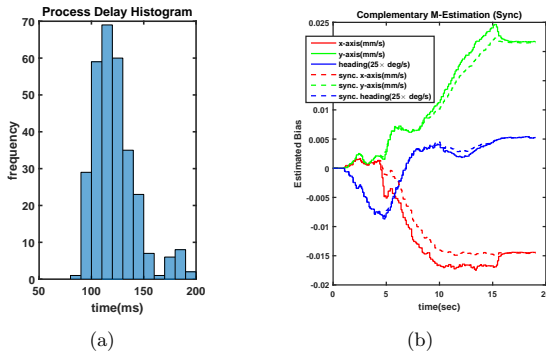 Process Delay Histogram
70
60
50
40
30
20
10
0
frequency
50
100
150
200
time(ms)
(a)
Complementary M-Estimation (Sync)
0.025
0.02
0.015
0.01
0.005
0
-0.005
-0.01
-0.015
-0.02
Estimated Bias
x-axis(mm/s)
y-axis(mm/s)
heading(25× deg/s)
sync. x-axis(mm/s)
sync. y-axis(mm/s)
sync. heading(25× deg/s)
0
5
10
15
time(sec)
(b)